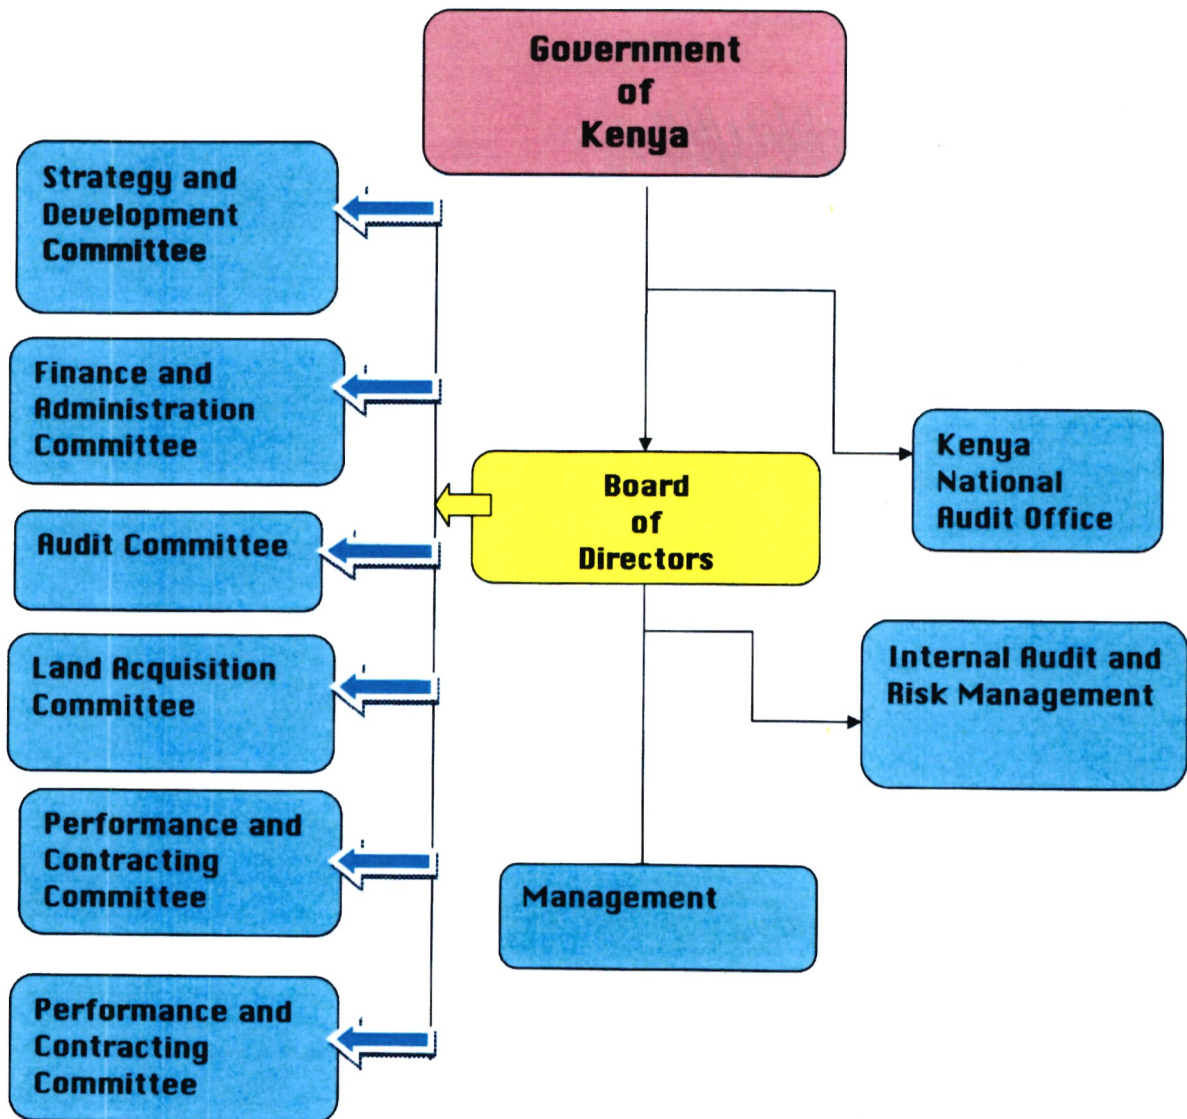 Government
of
Kenya
Strategy and
Development
Committee
Finance and
Administration
Committee
Audit Committee
Land Acquisition
Committee
Performance and
Contracting
Committee
Performance and
Contracting
Committee
Board
of
Directors
Management
Kenya
National
Audit Office
Internal Audit and
Risk Management